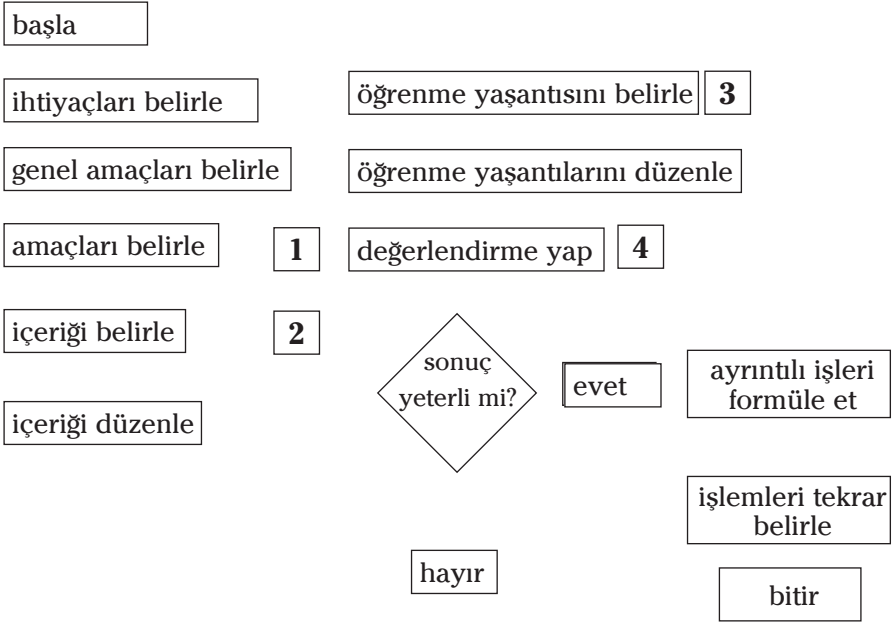 başla
ihtiyaçları belirle
genel amaçları belirle
amaçları belirle 1
içeriği belirle 2
içeriği düzenle
öğrenme yaşantısını belirle 3
öğrenme yaşantılarını düzenle
değerlendirme yap 4
sonuç
yeterli mi?
evet
hayır
ayrıntılı işleri
formüle et
işlemleri tekrar
belirle
bitir